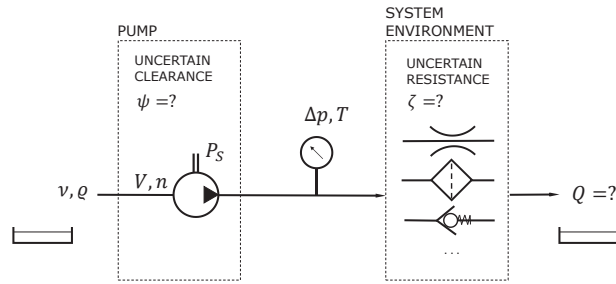 PUMP
UNCERTAIN
CLEARANCE
ψ =?
P_S
V, n
ν, ϱ
Δp, T
SYSTEM
ENVIRONMENT
UNCERTAIN
RESISTANCE
ζ =?
...
Q =?